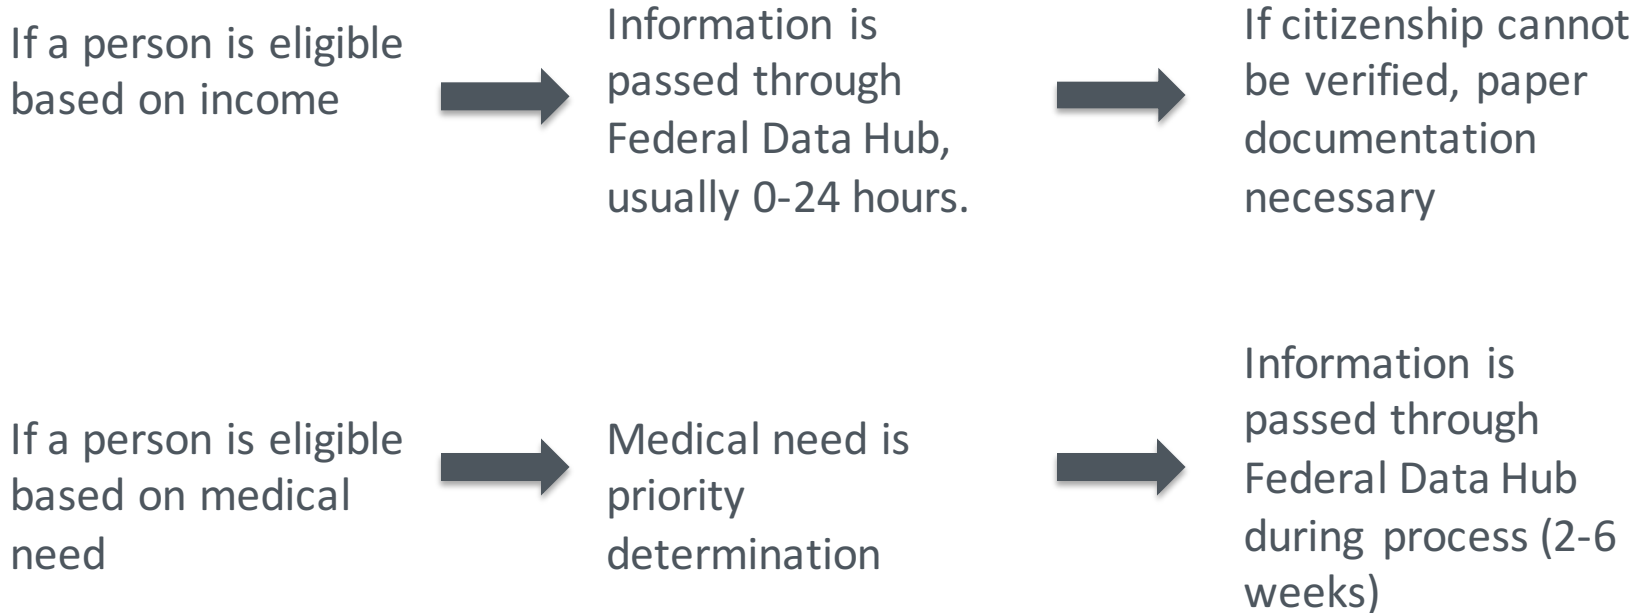 If a person is eligible
based on income
Information is
passed through
Federal Data Hub,
usually 0-24 hours.
If citizenship cannot
be verified, paper
documentation
necessary
If a person is eligible
based on medical
need
Medical need is
priority
determination
Information is
passed through
Federal Data Hub
during process (2-6
weeks)